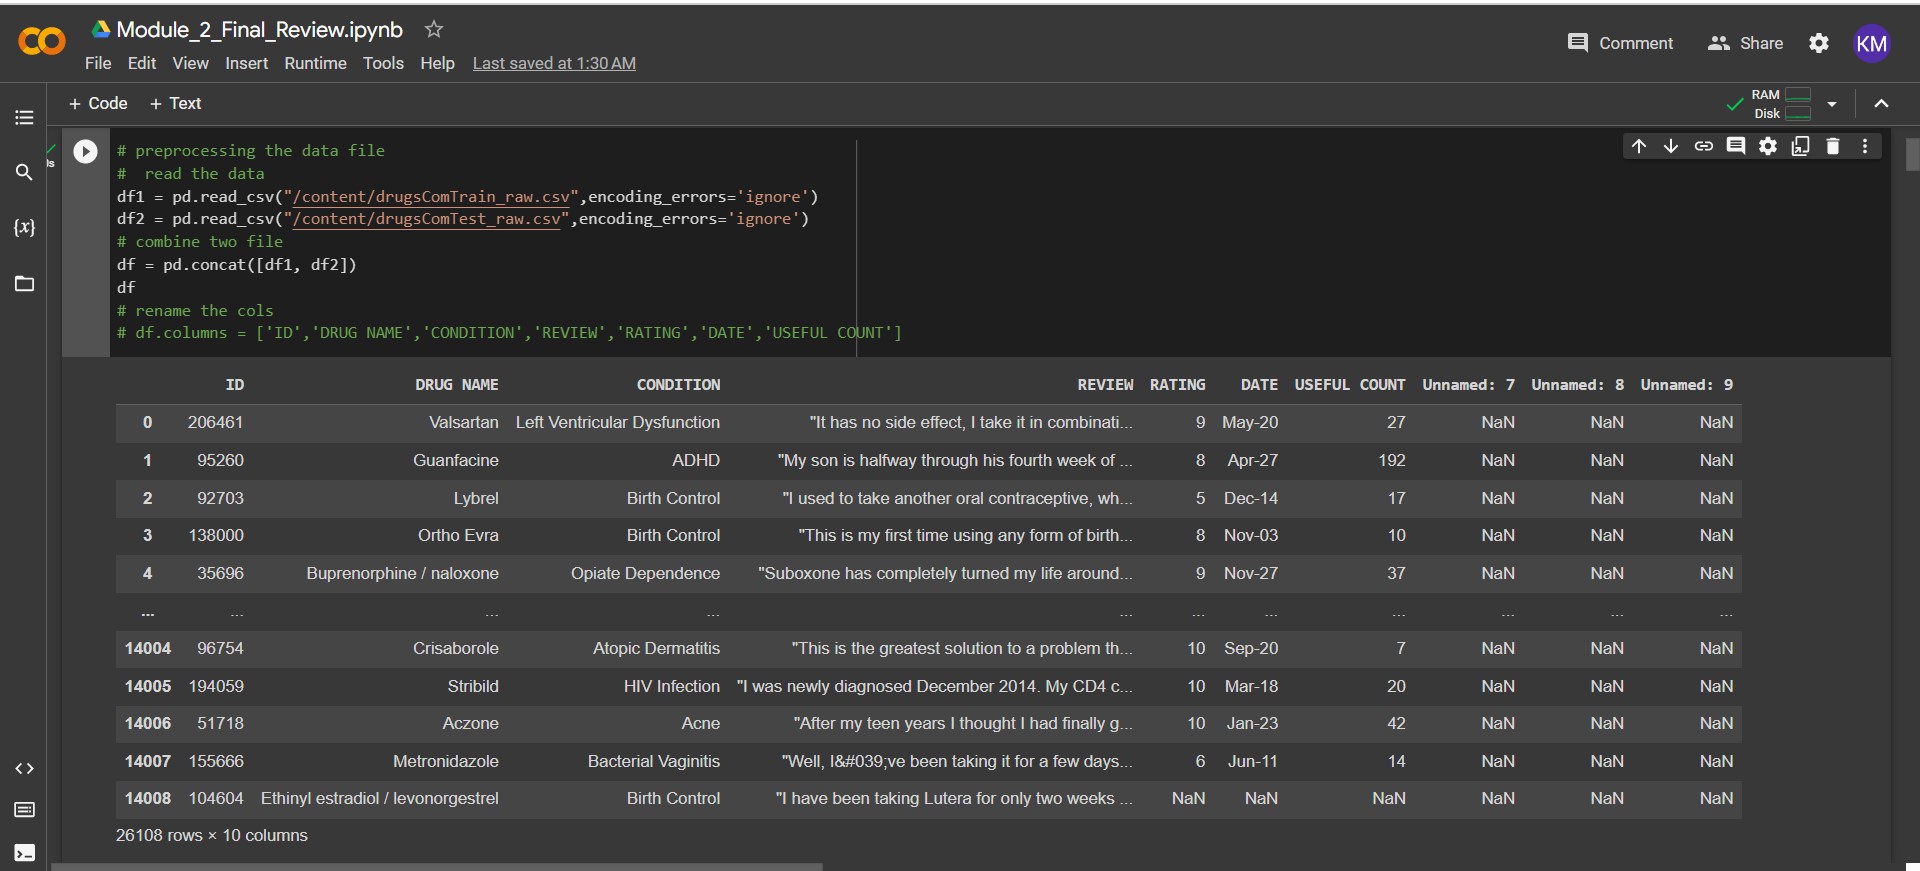 Module_2_Final_Review.ipynb
File Edit View Insert Runtime Tools Help Last saved at 1:30 AM
Comment Share KM
+ Code + Text
RAM
Disk
0s
# preprocessing the data file
#  read the data
df1 = pd.read_csv("/content/drugsComTrain_raw.csv",encoding_errors='ignore')
df2 = pd.read_csv("/content/drugsComTest_raw.csv",encoding_errors='ignore')
# combine two file
df = pd.concat([df1, df2])
df
# rename the cols
# df.columns = ['ID','DRUG NAME','CONDITION','REVIEW','RATING','DATE','USEFUL COUNT']
ID DRUG NAME CONDITION REVIEW RATING DATE USEFUL COUNT Unnamed: 7 Unnamed: 8 Unnamed: 9
0 206461 Valsartan Left Ventricular Dysfunction "It has no side effect, I take it in combinati... 9 May-20 27 NaN NaN NaN
1 95260 Guanfacine ADHD "My son is halfway through his fourth week of ... 8 Apr-27 192 NaN NaN NaN
2 92703 Lybrel Birth Control "I used to take another oral contraceptive, wh... 5 Dec-14 17 NaN NaN NaN
3 138000 Ortho Evra Birth Control "This is my first time using any form of birth... 8 Nov-03 10 NaN NaN NaN
4 35696 Buprenorphine / naloxone Opiate Dependence "Suboxone has completely turned my life around... 9 Nov-27 37 NaN NaN NaN
... ... ... ... ... ... ... ... ... ... ...
14004 96754 Crisaborole Atopic Dermatitis "This is the greatest solution to a problem th... 10 Sep-20 7 NaN NaN NaN
14005 194059 Stribild HIV Infection "I was newly diagnosed December 2014. My CD4 c... 10 Mar-18 20 NaN NaN NaN
14006 51718 Aczone Acne "After my teen years I thought I had finally g... 10 Jan-23 42 NaN NaN NaN
14007 155666 Metronidazole Bacterial Vaginitis "Well, I&#039;ve been taking it for a few days... 6 Jun-11 14 NaN NaN NaN
14008 104604 Ethinyl estradiol / levonorgestrel Birth Control "I have been taking Lutera for only two weeks ... NaN NaN NaN NaN NaN NaN
26108 rows × 10 columns